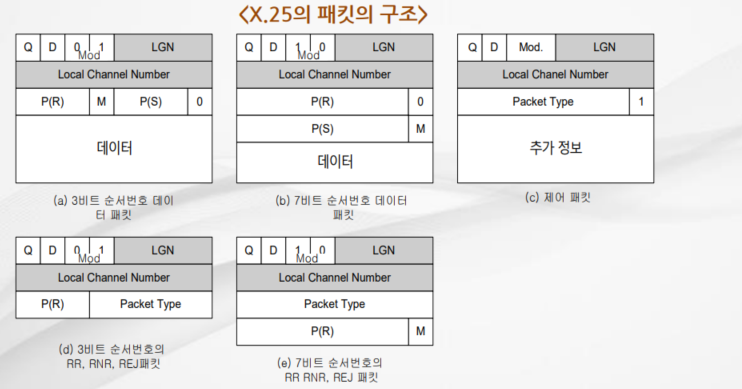 <X.25의 패킷의 구조>
Q D 0 1 LGN
Mod
Local Channel Number
P(R) M P(S) 0
데이터
(a) 3비트 순서번호 데이
터 패킷
Q D 1 0 LGN
Mod
Local Channel Number
P(R) 0
P(S) M
데이터
(b) 7비트 순서번호 데이터
패킷
Q D Mod. LGN
Local Channel Number
Packet Type 1
추가 정보
(c) 제어 패킷
Q D 0 1 LGN
Mod
Local Channel Number
P(R) Packet Type
(d) 3비트 순서번호의
RR, RNR, REJ패킷
Q D 1 0 LGN
Mod
Local Channel Number
Packet Type
P(R) M
(e) 7비트 순서번호의
RR RNR, REJ 패킷